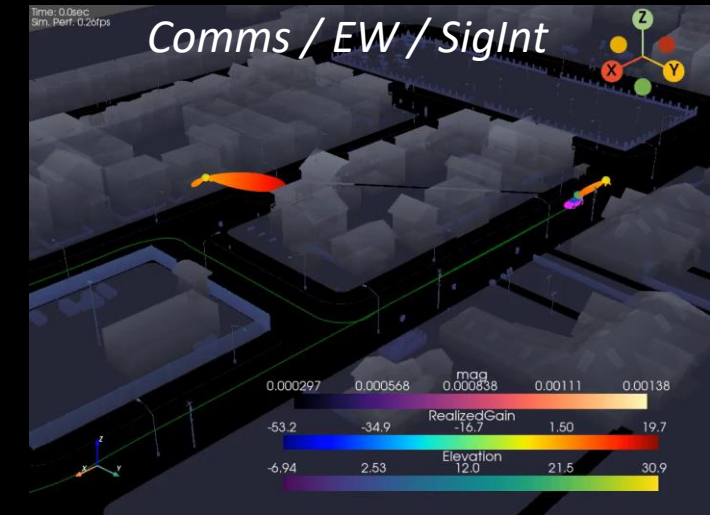 Time: 0.0sec
Sim. Perf. 0.26fps
Comms / EW / SigInt
Z
X
Y
mag
0.000297 0.000568 0.000838 0.00111 0.00138
RealizedGain
-53.2 -34.9 -16.7 1.50 19.7
Elevation
-6.94 2.53 12.0 21.5 30.9
Z
X
Y